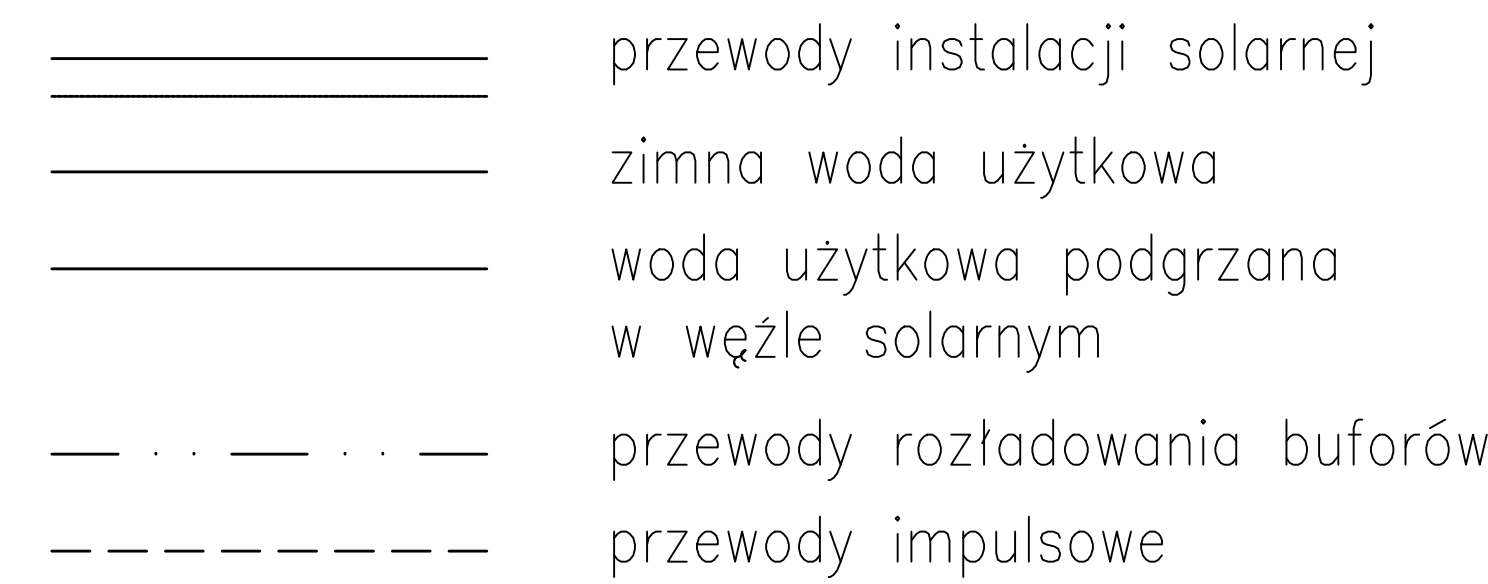 przewody instalacji solarnej
zimna woda użytkowa
woda użytkowa podgrzana
w węźle solarnym
przewody rozładowania buforów
przewody impulsowe